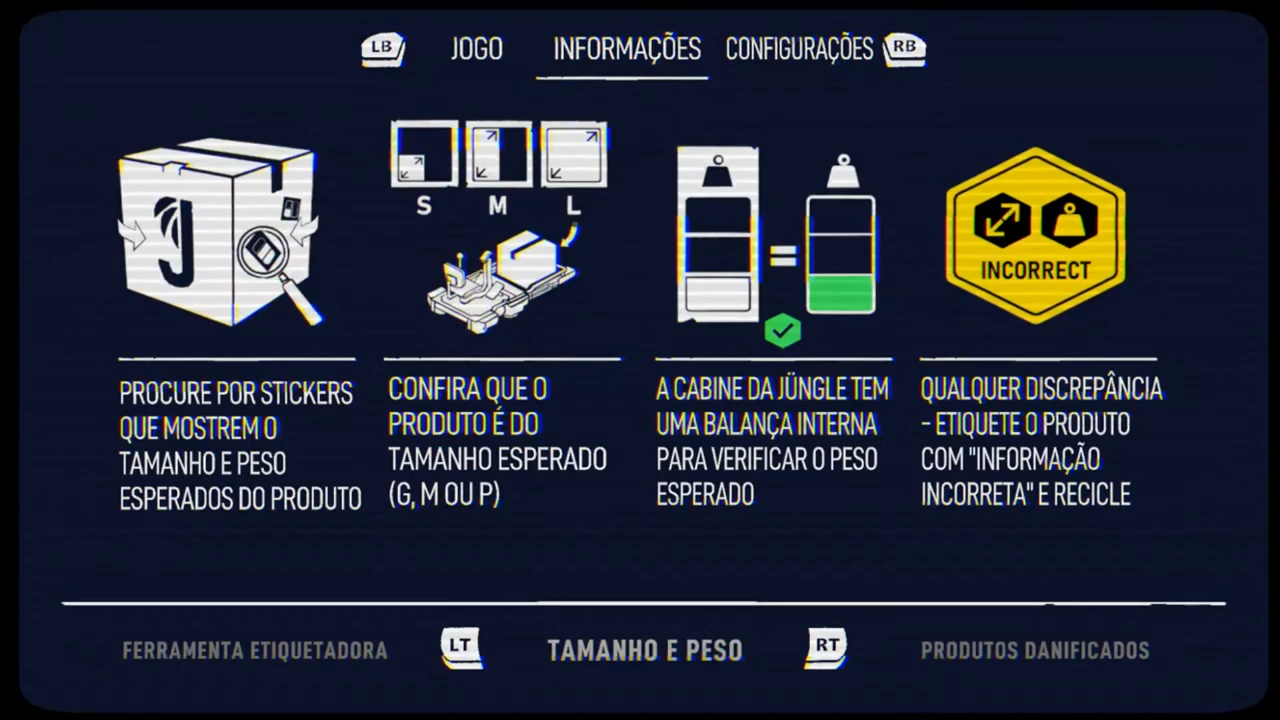 LB JOGO INFORMAÇÕES CONFIGURAÇÕES RB
S M L
INCORRECT
PROCURE POR STICKERS
QUE MOSTREM O
TAMANHO E PESO
ESPERADOS DO PRODUTO
CONFIRA QUE O
PRODUTO É DO
TAMANHO ESPERADO
(G, M OU P)
A CABINE DA JÜNGLE TEM
UMA BALANÇA INTERNA
PARA VERIFICAR O PESO
ESPERADO
QUALQUER DISCREPÂNCIA
- ETIQUETE O PRODUTO
COM "INFORMAÇÃO
INCORRETA" E RECICLE
FERRAMENTA ETIQUETADORA LT TAMANHO E PESO RT PRODUTOS DANIFICADOS